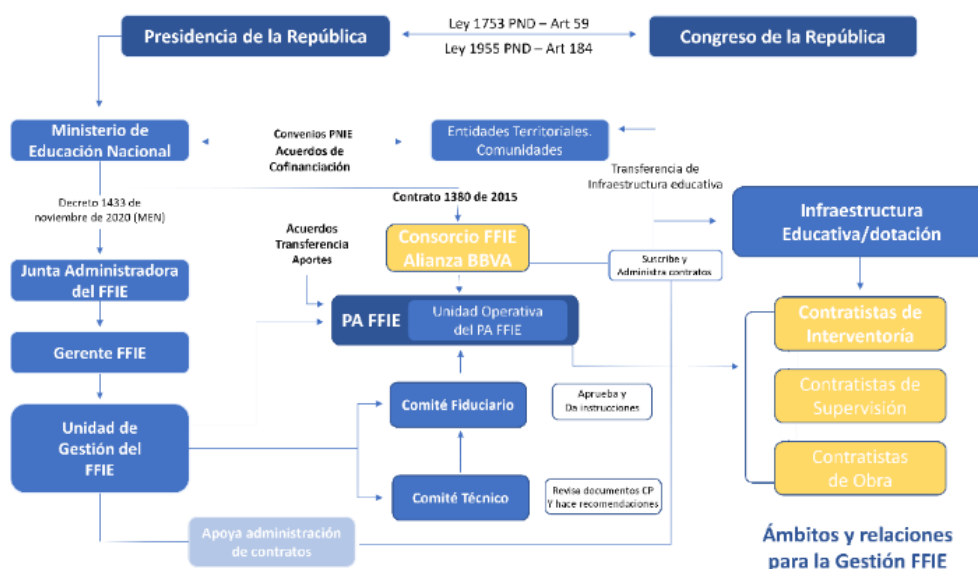 Presidencia de la República
Ley 1753 PND – Art 59
Ley 1955 PND – Art 184
Congreso de la República
Ministerio de
Educación Nacional
Convenios PNIE
Acuerdos de
Cofinanciación
Entidades Territoriales.
Comunidades
Transferencia de
Infraestructura educativa
Decreto 1433 de
noviembre de 2020 (MEN)
Contrato 1380 de 2015
Infraestructura
Educativa/dotación
Acuerdos
Transferencia
Aportes
Consorcio FFIE
Alianza BBVA
Suscribe y
Administra contratos
Junta Administradora
del FFIE
PA FFIE
Unidad Operativa
del PA FFIE
Contratistas de
Interventoría
Gerente FFIE
Comité Fiduciario
Aprueba y
Da instrucciones
Contratistas de
Supervisión
Unidad de
Gestión del
FFIE
Comité Técnico
Revisa documentos CP
Y hace recomendaciones
Contratistas
de Obra
Apoya administración
de contratos
Ámbitos y relaciones
para la Gestión FFIE